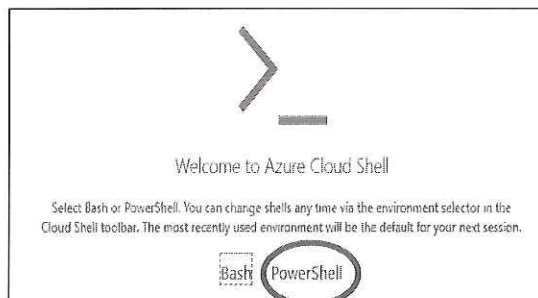 Welcome to Azure Cloud Shell
Select Bash or PowerShell. You can change shells any time via the environment selector in the
Cloud Shell toolbar. The most recently used environment will be the default for your next session.
Bash PowerShell